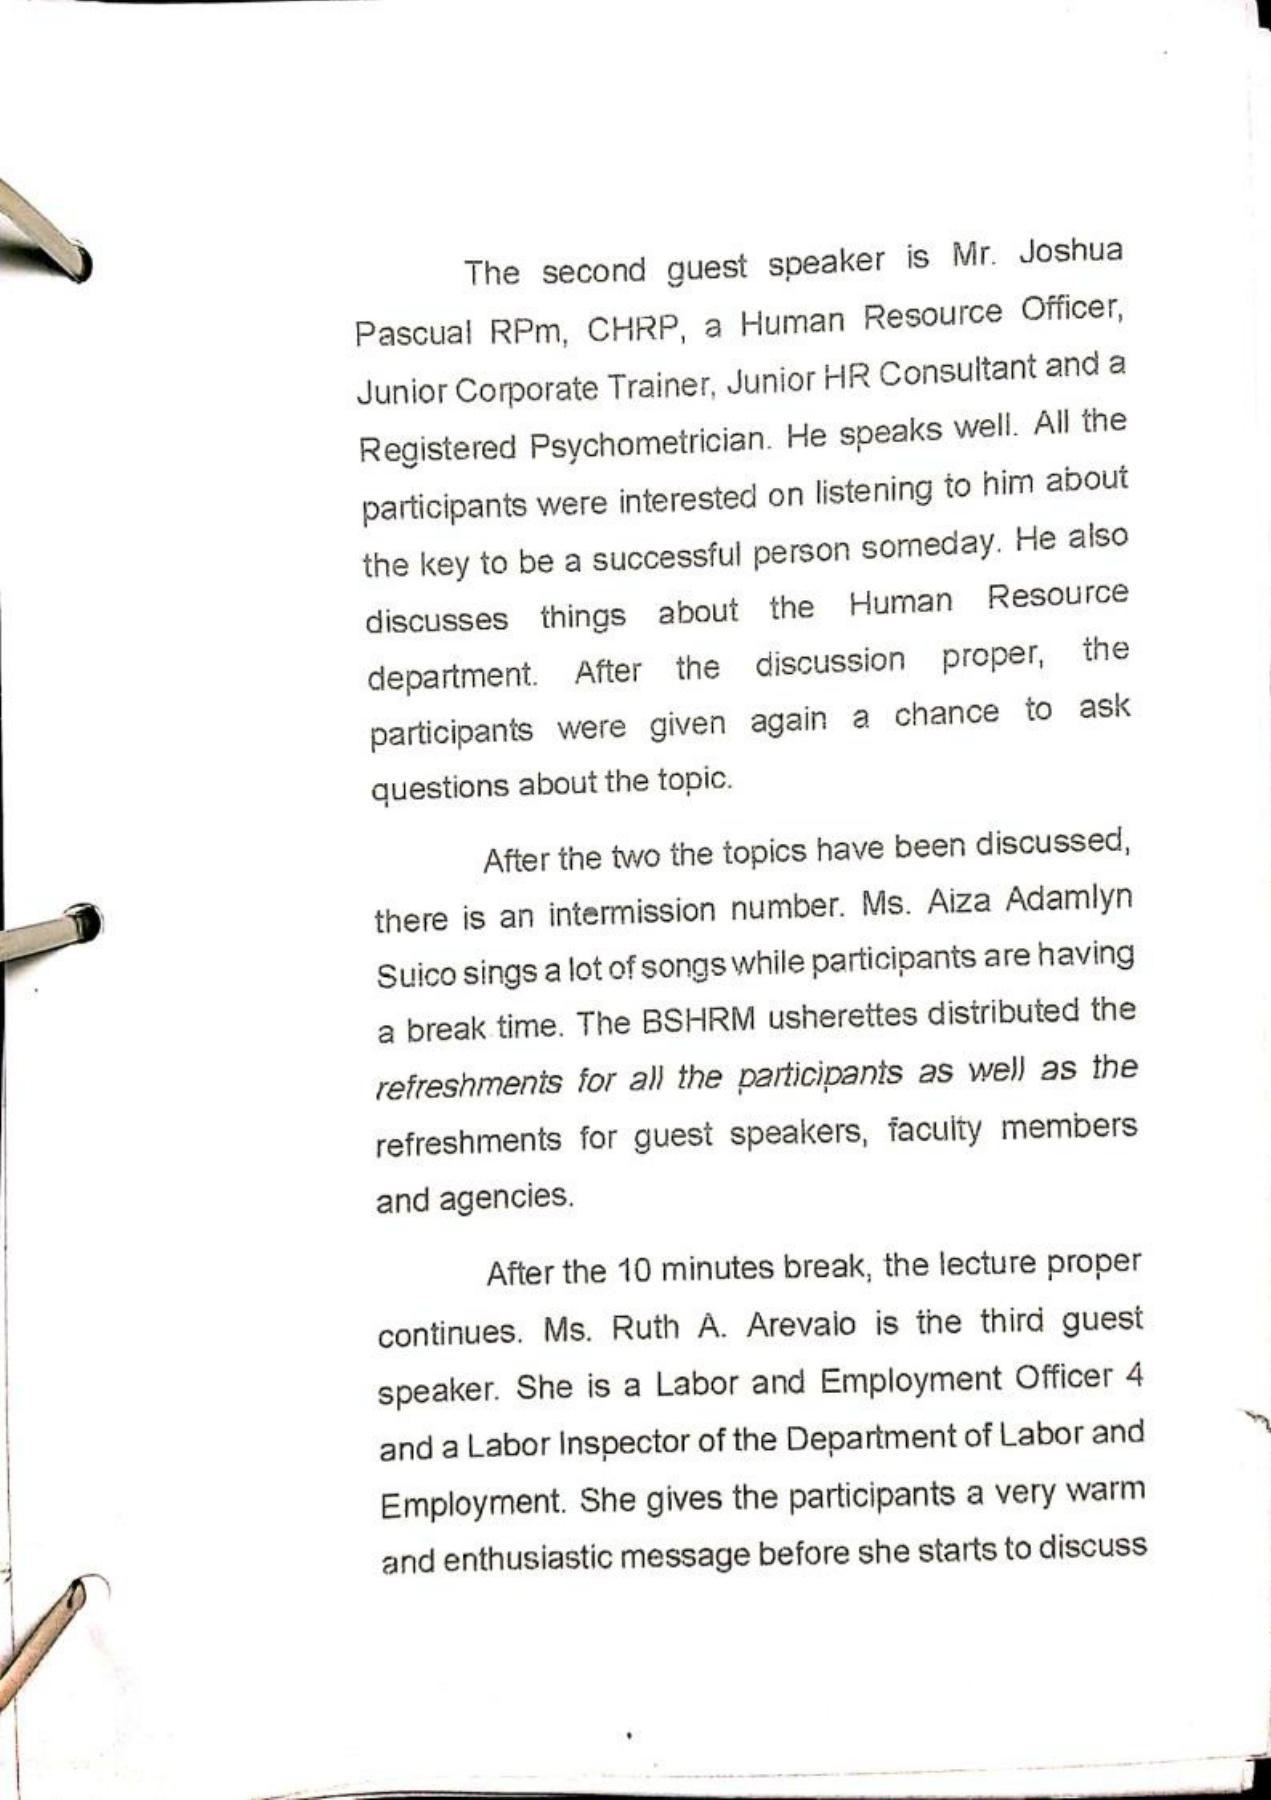 The second guest speaker is Mr. Joshua
Pascual RPm, CHRP, a Human Resource Officer,
Junior Corporate Trainer, Junior HR Consultant and a
Registered Psychometrician. He speaks well. All the
participants were interested on listening to him about
the key to be a successful person someday. He also
discusses things about the Human Resource
department. After the discussion proper, the
participants were given again a chance to ask
questions about the topic.
After the two the topics have been discussed,
there is an intermission number. Ms. Aiza Adamlyn
Suico sings a lot of songs while participants are having
a break time. The BSHRM usherettes distributed the
refreshments for all the participants as well as the
refreshments for guest speakers, faculty members
and agencies.
After the 10 minutes break, the lecture proper
continues. Ms. Ruth A. Arevalo is the third guest
speaker. She is a Labor and Employment Officer 4
and a Labor Inspector of the Department of Labor and
Employment. She gives the participants a very warm
and enthusiastic message before she starts to discuss